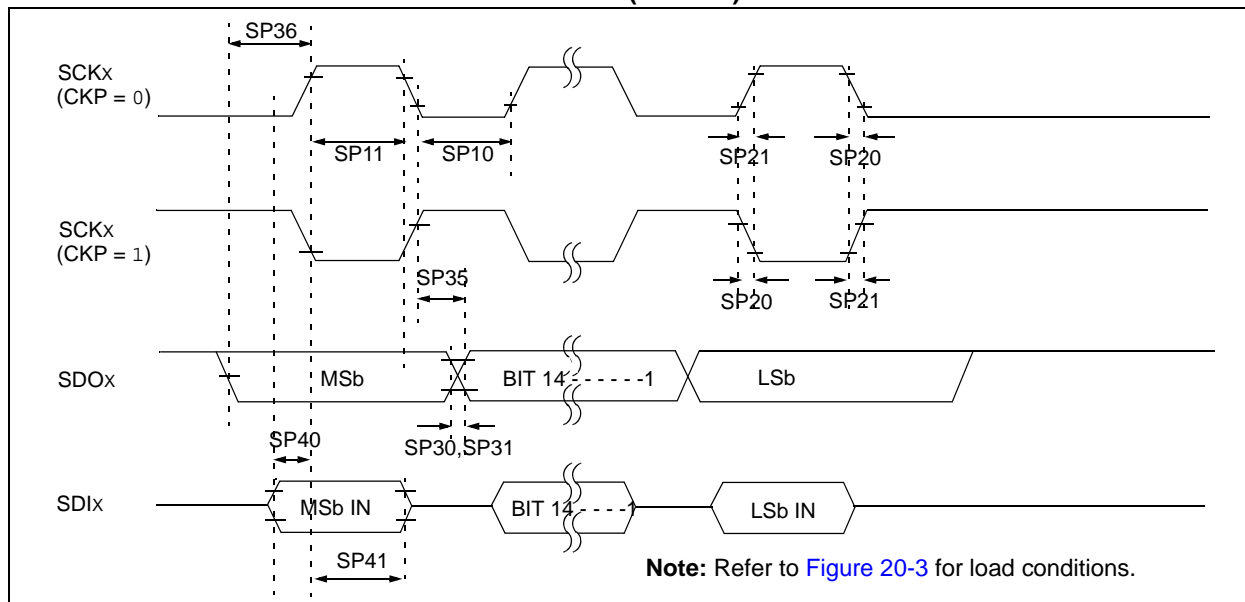 SP36
SCKx
(CKP = 0)
SP11
SP10
SP21
SP20
SCKx
(CKP = 1)
SP35
SP20
SP21
SDOx
MSb
BIT 14 - - - - - -1
LSb
SP40
SP30,SP31
SDIx
MSb IN
BIT 14 - - - -1
LSb IN
SP41
Note: Refer to Figure 20-3 for load conditions.